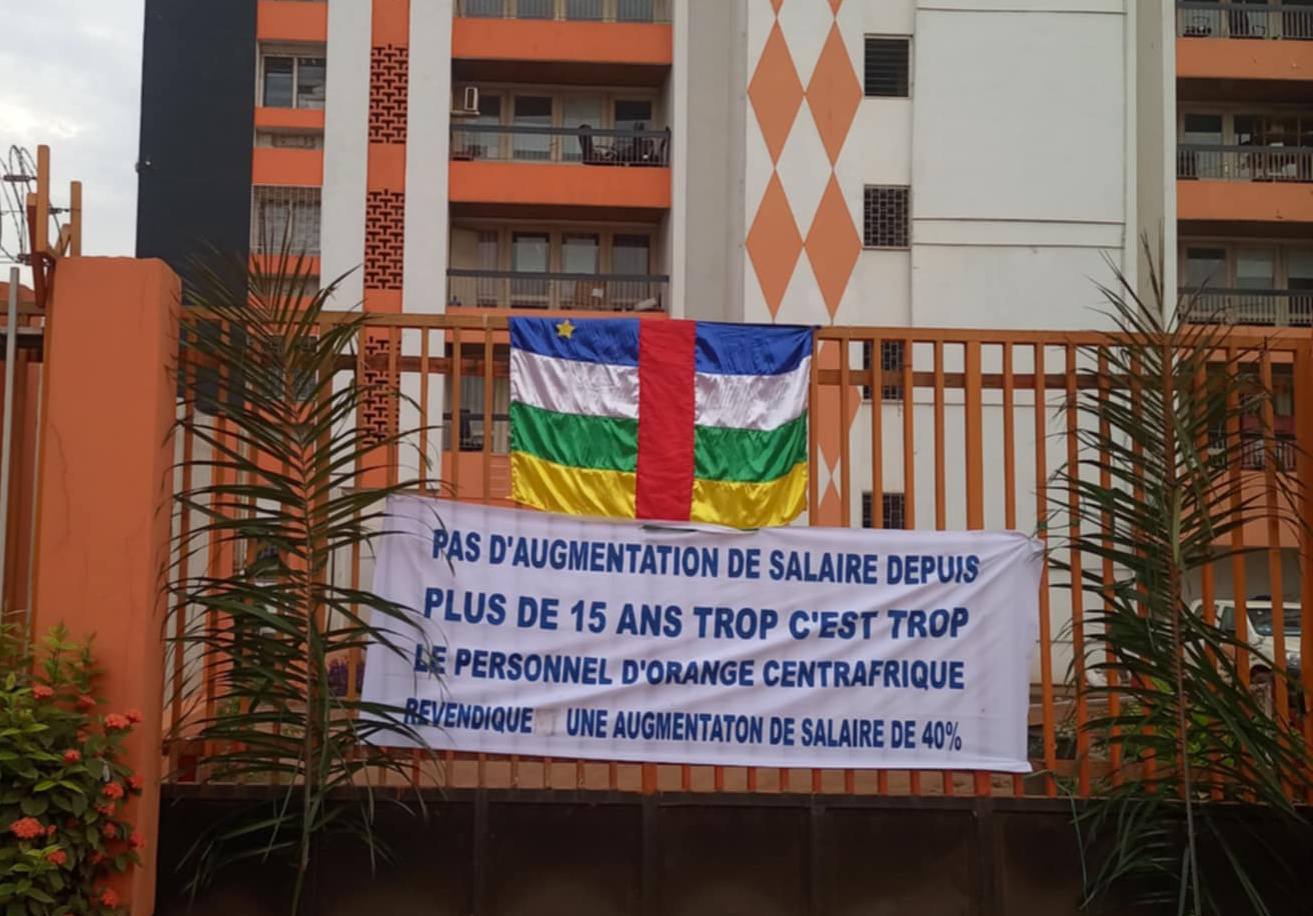 PAS D'AUGMENTATION DE SALAIRE DEPUIS
PLUS DE 15 ANS TROP C'EST TROP
LE PERSONNEL D'ORANGE CENTRAFRIQUE
REVENDIQUE UNE AUGMENTATON DE SALAIRE DE 40%